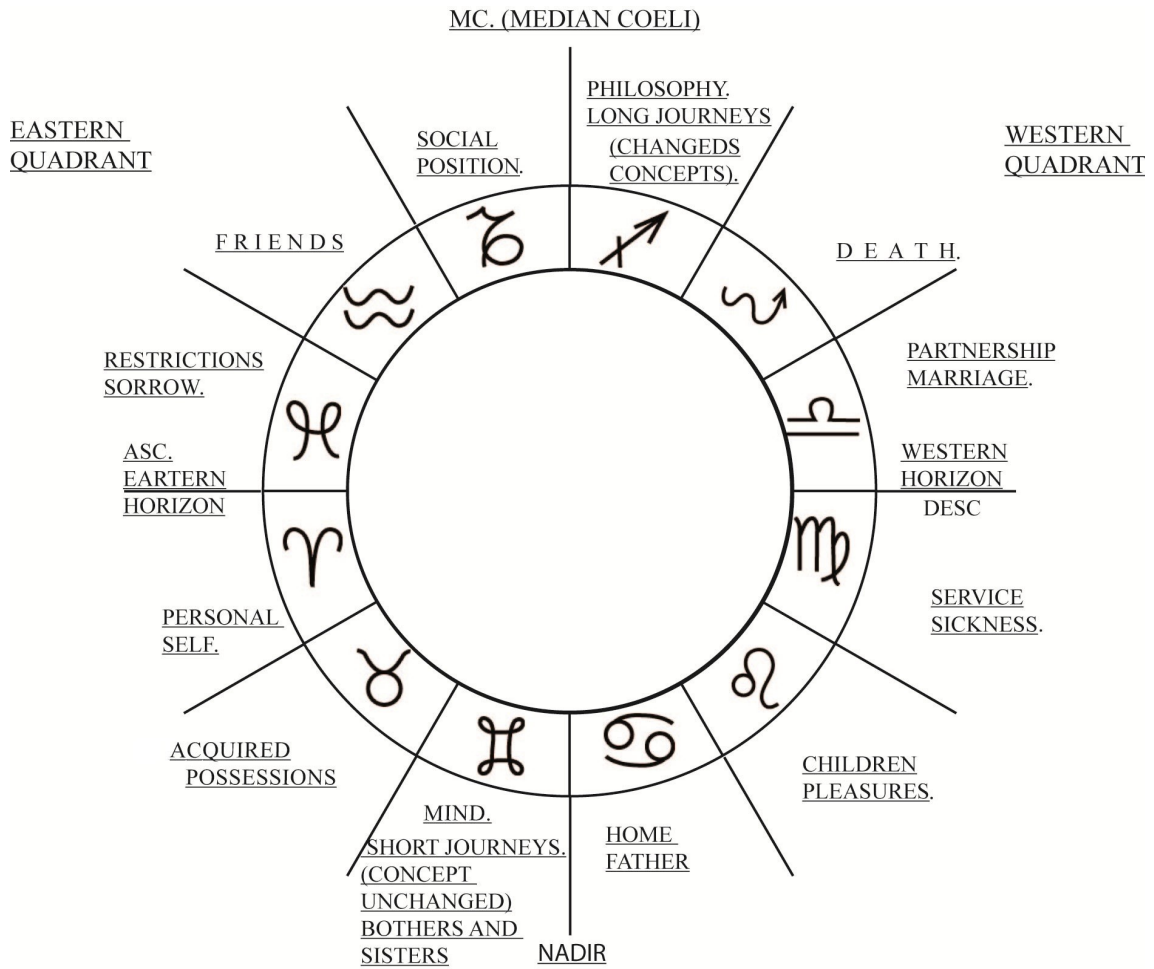 MC. (MEDIAN COELI)
PHILOSOPHY.
LONG JOURNEYS
(CHANGEDS
CONCEPTS).
EASTERN
QUADRANT
SOCIAL
POSITION.
WESTERN
QUADRANT
FRIENDS
DEATH.
RESTRICTIONS
SORROW.
PARTNERSHIP
MARRIAGE.
ASC.
EARTERN
HORIZON
WESTERN
HORIZON
DESC
PERSONAL
SELF.
SERVICE
SICKNESS.
ACQUIRED
POSSESSIONS
CHILDREN
PLEASURES.
MIND.
SHORT JOURNEYS.
(CONCEPT
UNCHANGED)
BOTHERS AND
SISTERS
HOME
FATHER
NADIR